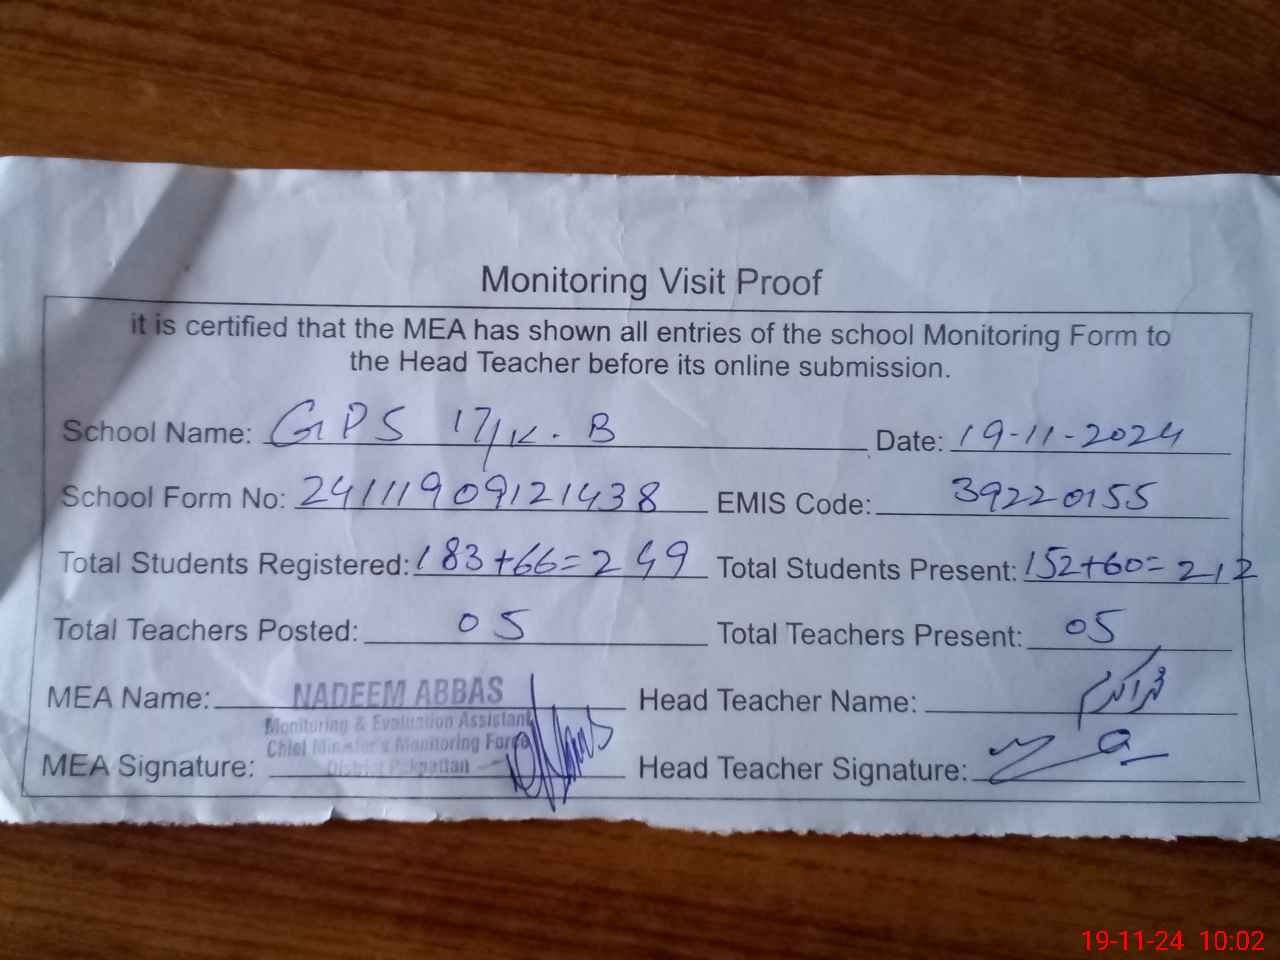 Monitoring Visit Proof
it is certified that the MEA has shown all entries of the school Monitoring Form to
the Head Teacher before its online submission.
School Name: GPS 17/K.B Date: 19-11-2024
School Form No: 24111909121438 EMIS Code: 39220155
Total Students Registered: 183+66=249 Total Students Present: 152+60=212
Total Teachers Posted: 05 Total Teachers Present: 05
MEA Name: NADEEM ABBAS Head Teacher Name:
Monitoring & Evaluation Assistant
Chief Minister's Monitoring Force
District Pakpattan
MEA Signature: Head Teacher Signature:
19-11-24 10:02